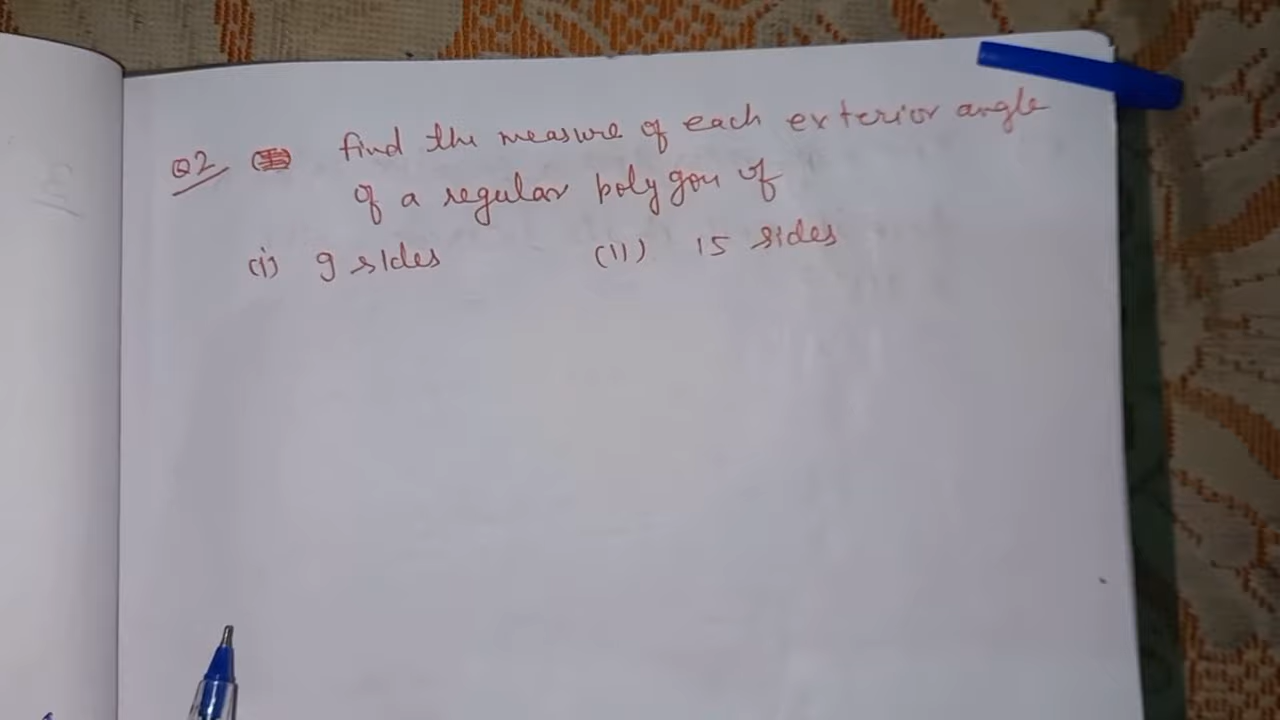 Q2 find the measure of each exterior angle
of a regular polygon of
(i) 9 sides (II) 15 sides